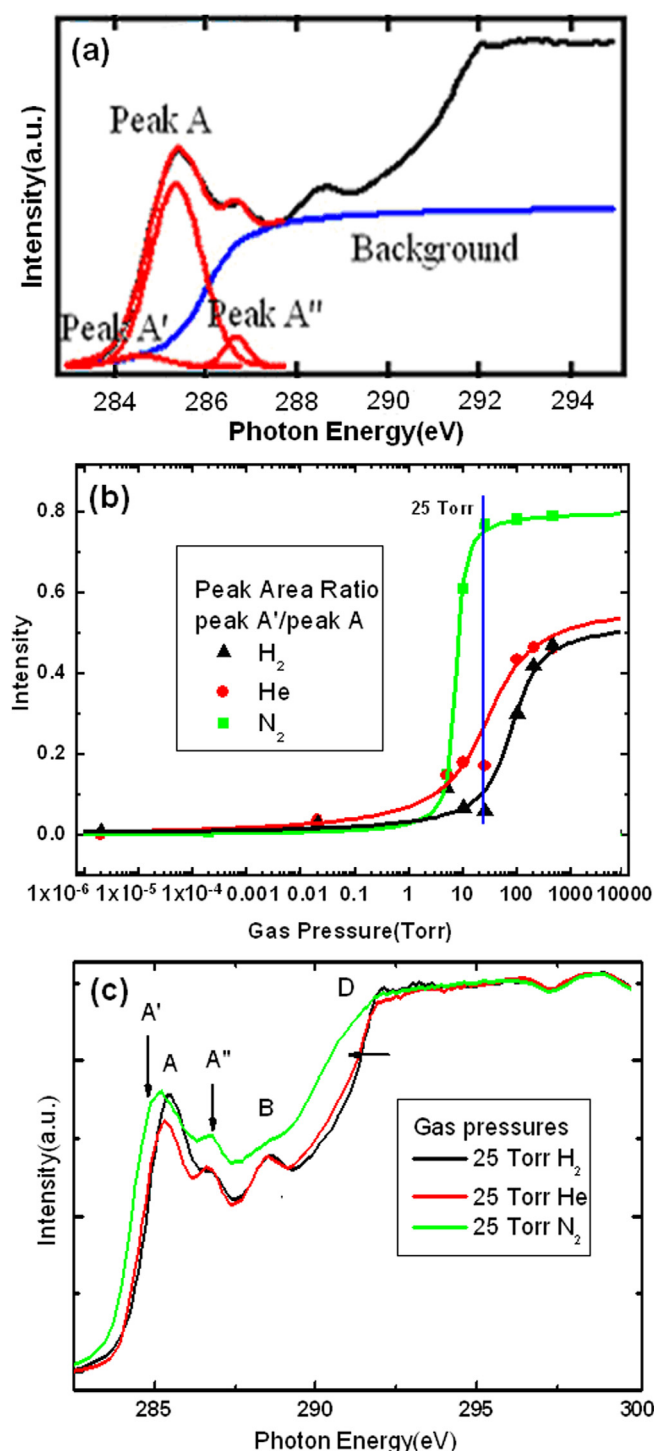 (a)
Peak A
Peak A'
Peak A"
Background
Intensity(a.u.)
284 286 288 290 292 294
Photon Energy(eV)
(b)
25 Torr
Peak Area Ratio
peak A'/peak A
H₂
He
N₂
Intensity
0.8
0.6
0.4
0.2
0.0
1x10⁻⁶ 1x10⁻⁵ 1x10⁻⁴ 0.001 0.01 0.1 1 10 100 1000 10000
Gas Pressure(Torr)
(c)
D
A'
A
A"
B
Gas pressures
25 Torr H₂
25 Torr He
25 Torr N₂
Intensity(a.u.)
285 290 295 300
Photon Energy(eV)